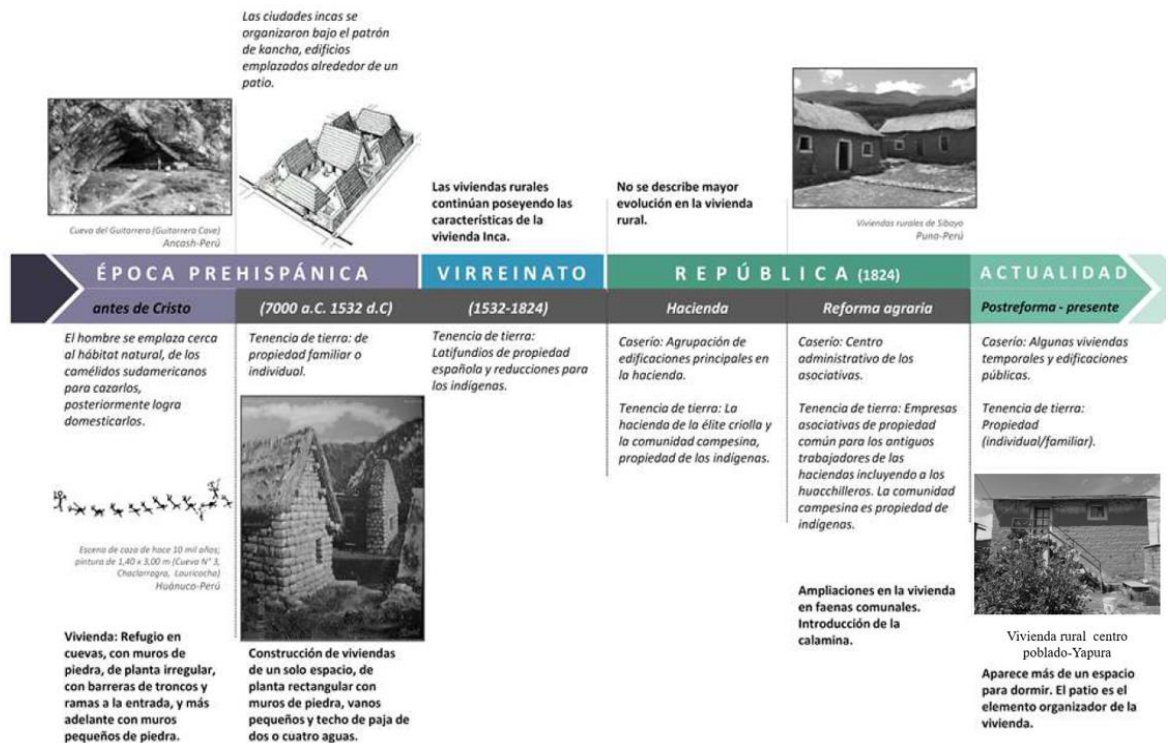 Las ciudades incas se
organizaron bajo el patrón
de kancha, edificios
emplazados alrededor de un
patio.
Cueva del Guitarrero (Guitarrero Cave)
Ancash-Perú
Las viviendas rurales
continúan poseyendo las
características de la
vivienda Inca.
No se describe mayor
evolución en la vivienda
rural.
Viviendas rurales de Sibayo
Puno-Perú
ÉPOCA PREHISPÁNICA
VIRREINATO
REPÚBLICA (1824)
ACTUALIDAD
antes de Cristo
(7000 a.C. 1532 d.C)
(1532-1824)
Hacienda
Reforma agraria
Postreforma - presente
El hombre se emplaza cerca
al hábitat natural, de los
camélidos sudamericanos
para cazarlos,
posteriormente logra
domesticarlos.
Escena de caza de hace 10 mil años;
pintura de 1,40 x 3,00 m (Cueva N° 3,
Chaclarragra, Lauricocha)
Huánuco-Perú
Vivienda: Refugio en
cuevas, con muros de
piedra, de planta irregular,
con barreras de troncos y
ramas a la entrada, y más
adelante con muros
pequeños de piedra.
Tenencia de tierra: de
propiedad familiar o
individual.
Construcción de viviendas
de un solo espacio, de
planta rectangular con
muros de piedra, vanos
pequeños y techo de paja de
dos o cuatro aguas.
Tenencia de tierra:
Latifundios de propiedad
española y reducciones para
los indígenas.
Caserío: Agrupación de
edificaciones principales en
la hacienda.
Tenencia de tierra: La
hacienda de la élite criolla y
la comunidad campesina,
propiedad de los indígenas.
Caserío: Centro
administrativo de los
asociativas.
Tenencia de tierra: Empresas
asociativas de propiedad
común para los antiguos
trabajadores de las
haciendas incluyendo a los
huacchilleros. La comunidad
campesina es propiedad de
indígenas.
Ampliaciones en la vivienda
en faenas comunales.
Introducción de la
calamina.
Caserío: Algunas viviendas
temporales y edificaciones
públicas.
Tenencia de tierra:
Propiedad
(individual/familiar).
Vivienda rural centro
poblado-Yapura
Aparece más de un espacio
para dormir. El patio es el
elemento organizador de la
vivienda.